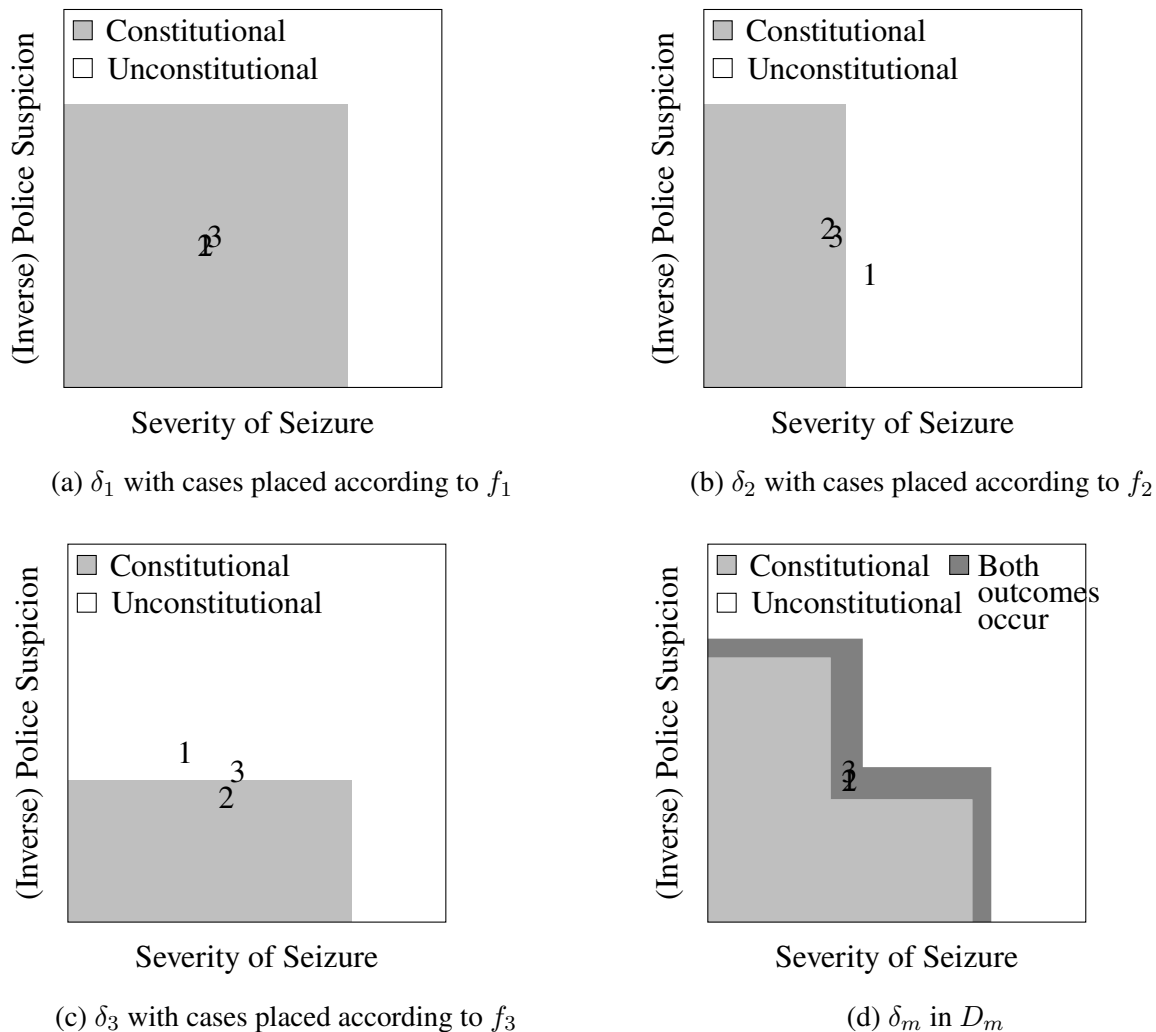 Constitutional
Unconstitutional
(Inverse) Police Suspicion
2
1
3
Severity of Seizure
(a) δ₁ with cases placed according to f₁
Constitutional
Unconstitutional
(Inverse) Police Suspicion
2
3
1
Severity of Seizure
(b) δ₂ with cases placed according to f₂
Constitutional
Unconstitutional
(Inverse) Police Suspicion
1
3
2
Severity of Seizure
(c) δ₃ with cases placed according to f₃
Constitutional
Unconstitutional
Both
outcomes
occur
(Inverse) Police Suspicion
3
1
2
Severity of Seizure
(d) δₘ in Dₘ